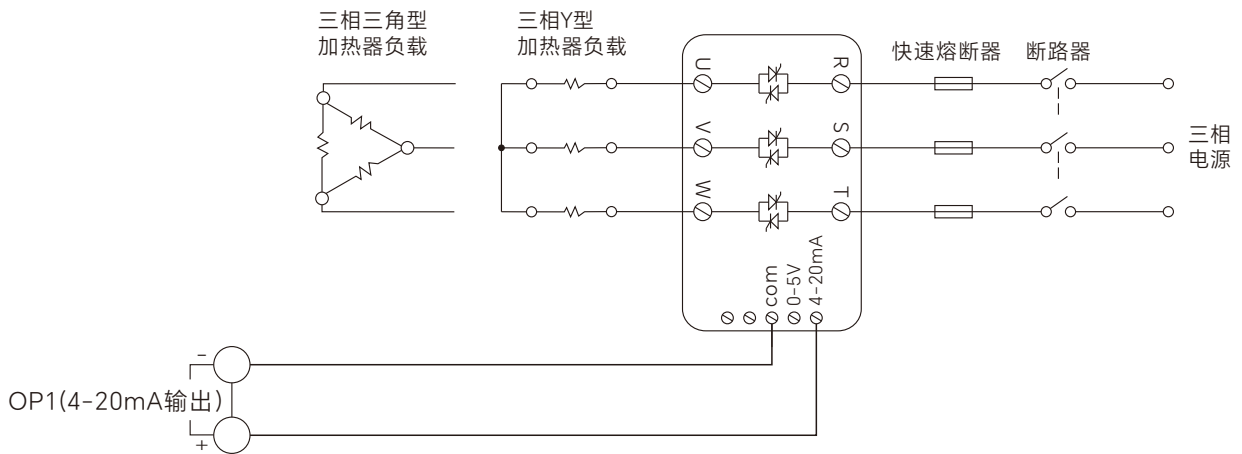 三相三角型
加热器负载
三相Y型
加热器负载
快速熔断器
断路器
U
R
V
S
W
T
三相
电源
com
0-5V
4-20mA
-
OP1(4-20mA输出)
+